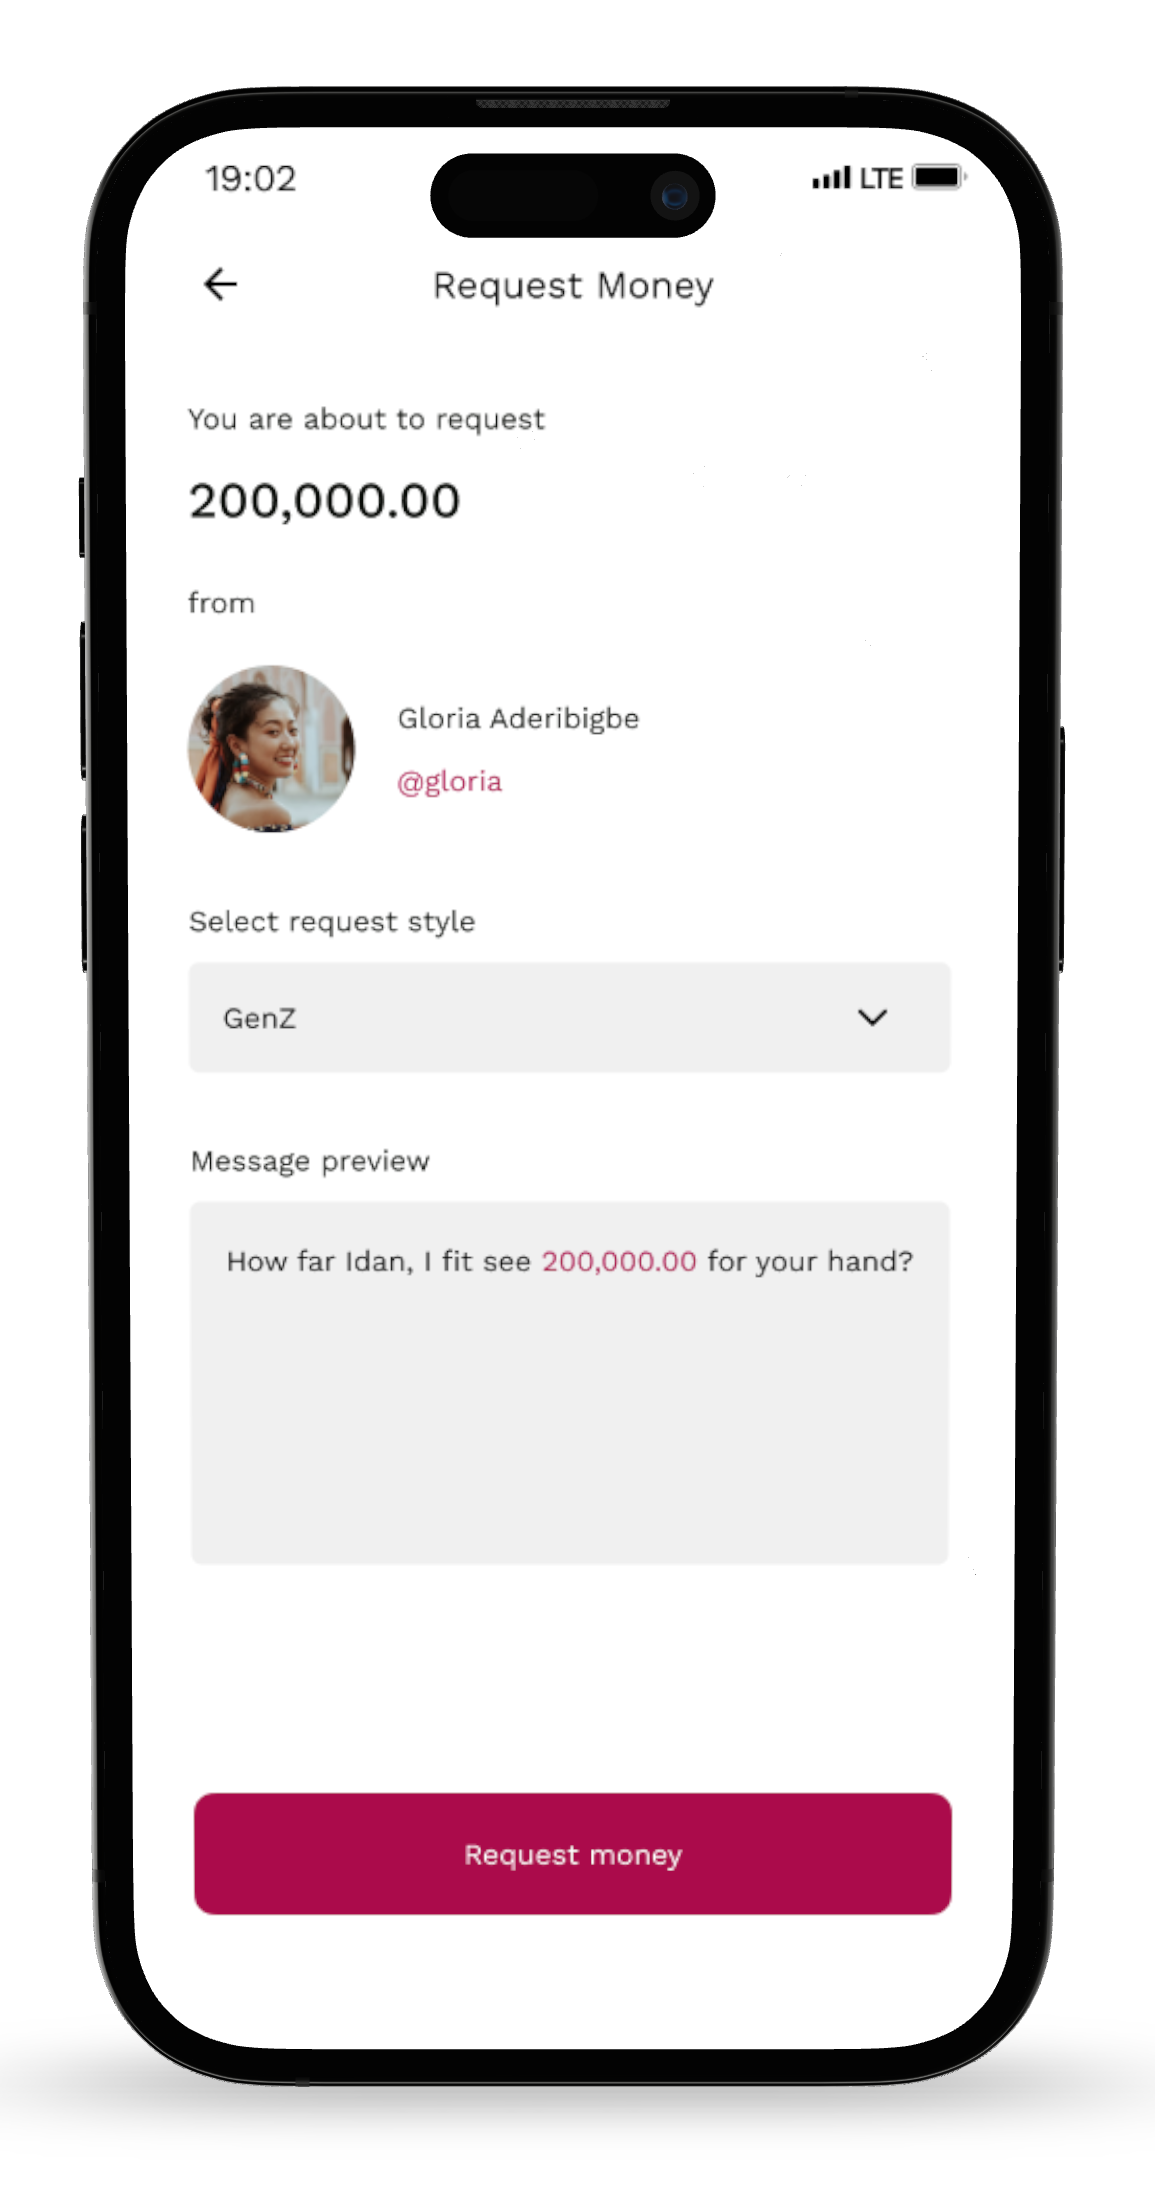 19:02
LTE
Request Money
You are about to request
200,000.00
from
Gloria Aderibigbe
@gloria
Select request style
GenZ
Message preview
How far Idan, I fit see 200,000.00 for your hand?
Request money